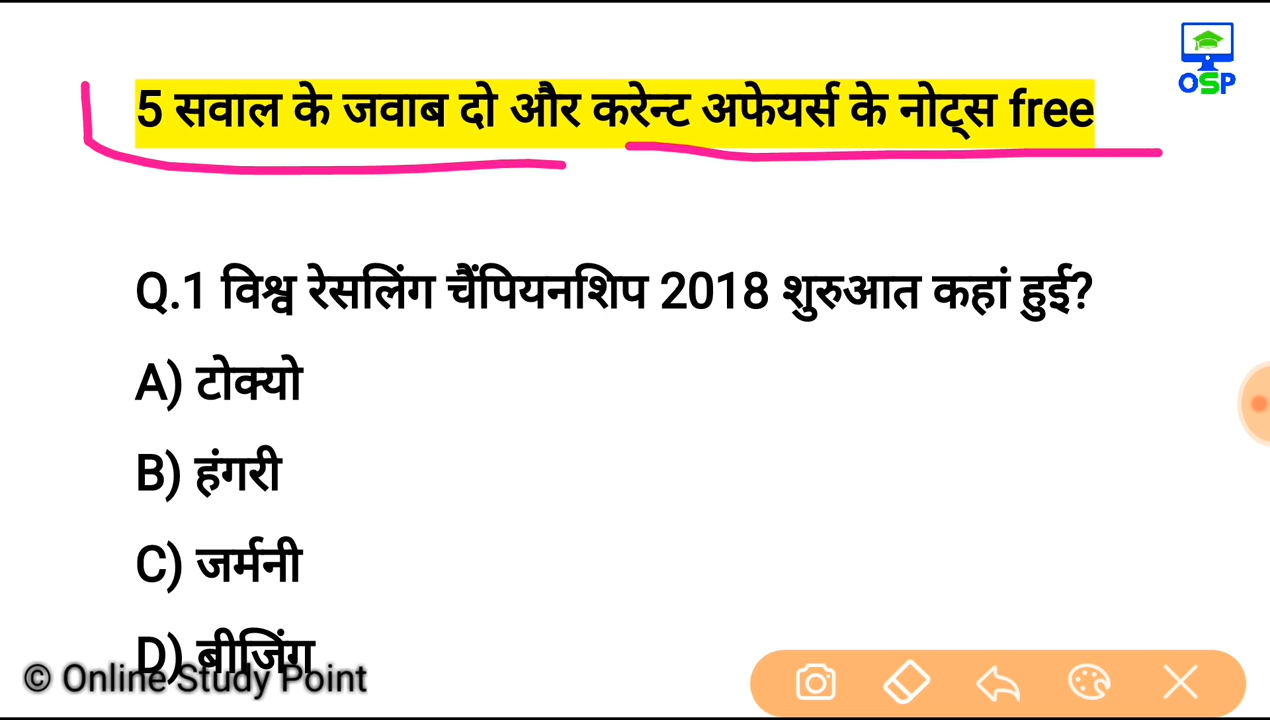 OSP
5 सवाल के जवाब दो और करेन्ट अफेयर्स के नोट्स free
Q.1 विश्व रेसलिंग चैंपियनशिप 2018 शुरुआत कहां हुई?
A) टोक्यो
B) हंगरी
C) जर्मनी
D) बीजिंग
© Online Study Point